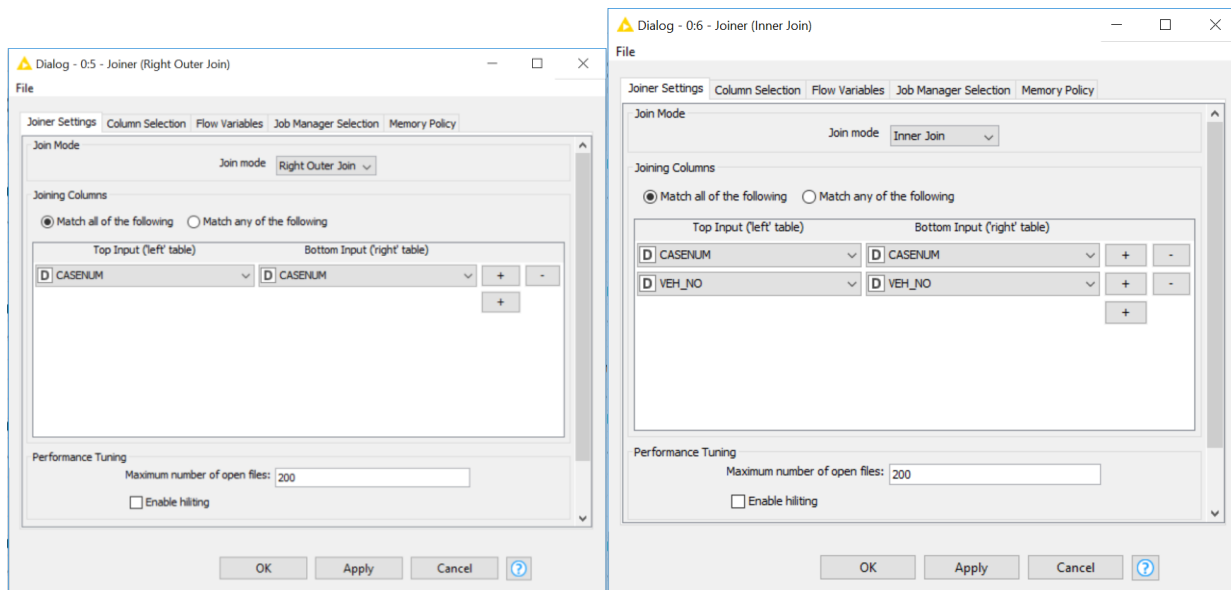 Dialog - 0:5 - Joiner (Right Outer Join)
File
Joiner Settings Column Selection Flow Variables Job Manager Selection Memory Policy
Join Mode
Join mode Right Outer Join
Joining Columns
Match all of the following Match any of the following
Top Input ('left' table) Bottom Input ('right' table)
D CASENUM D CASENUM + -
+
Performance Tuning
Maximum number of open files: 200
Enable hiliting
OK Apply Cancel ?
Dialog - 0:6 - Joiner (Inner Join)
File
Joiner Settings Column Selection Flow Variables Job Manager Selection Memory Policy
Join Mode
Join mode Inner Join
Joining Columns
Match all of the following Match any of the following
Top Input ('left' table) Bottom Input ('right' table)
D CASENUM D CASENUM + -
D VEH_NO D VEH_NO + -
+
Performance Tuning
Maximum number of open files: 200
Enable hiliting
OK Apply Cancel ?